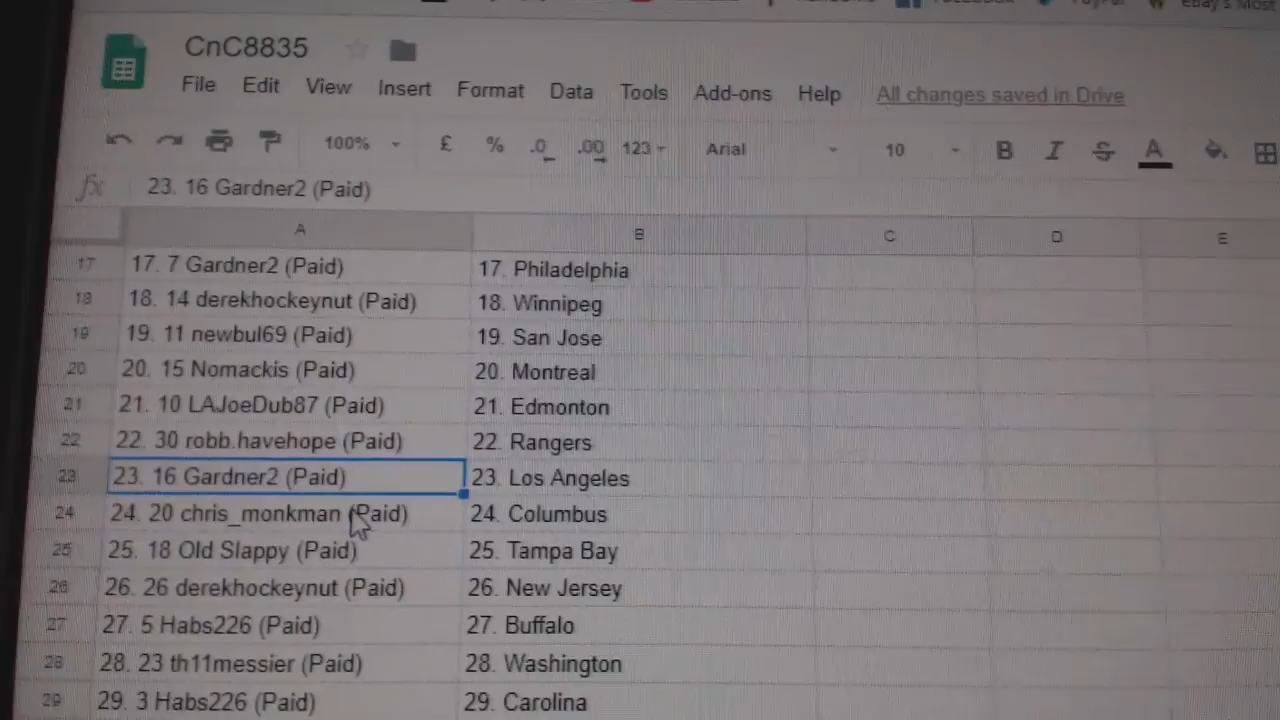 CnC8835
File Edit View Insert Format Data Tools Add-ons Help All changes saved in Drive
100% £ % .0 .00 123 Arial 10 B I S A
fx 23. 16 Gardner2 (Paid)
A B C D E
17 17. 7 Gardner2 (Paid) 17. Philadelphia
18 18. 14 derekhockeynut (Paid) 18. Winnipeg
19 19. 11 newbul69 (Paid) 19. San Jose
20 20. 15 Nomackis (Paid) 20. Montreal
21 21. 10 LAJoeDub87 (Paid) 21. Edmonton
22 22. 30 robb.havehope (Paid) 22. Rangers
23 23. 16 Gardner2 (Paid) 23. Los Angeles
24 24. 20 chris_monkman (Paid) 24. Columbus
25 25. 18 Old Slappy (Paid) 25. Tampa Bay
26 26. 26 derekhockeynut (Paid) 26. New Jersey
27 27. 5 Habs226 (Paid) 27. Buffalo
28 28. 23 th11messier (Paid) 28. Washington
29 29. 3 Habs226 (Paid) 29. Carolina